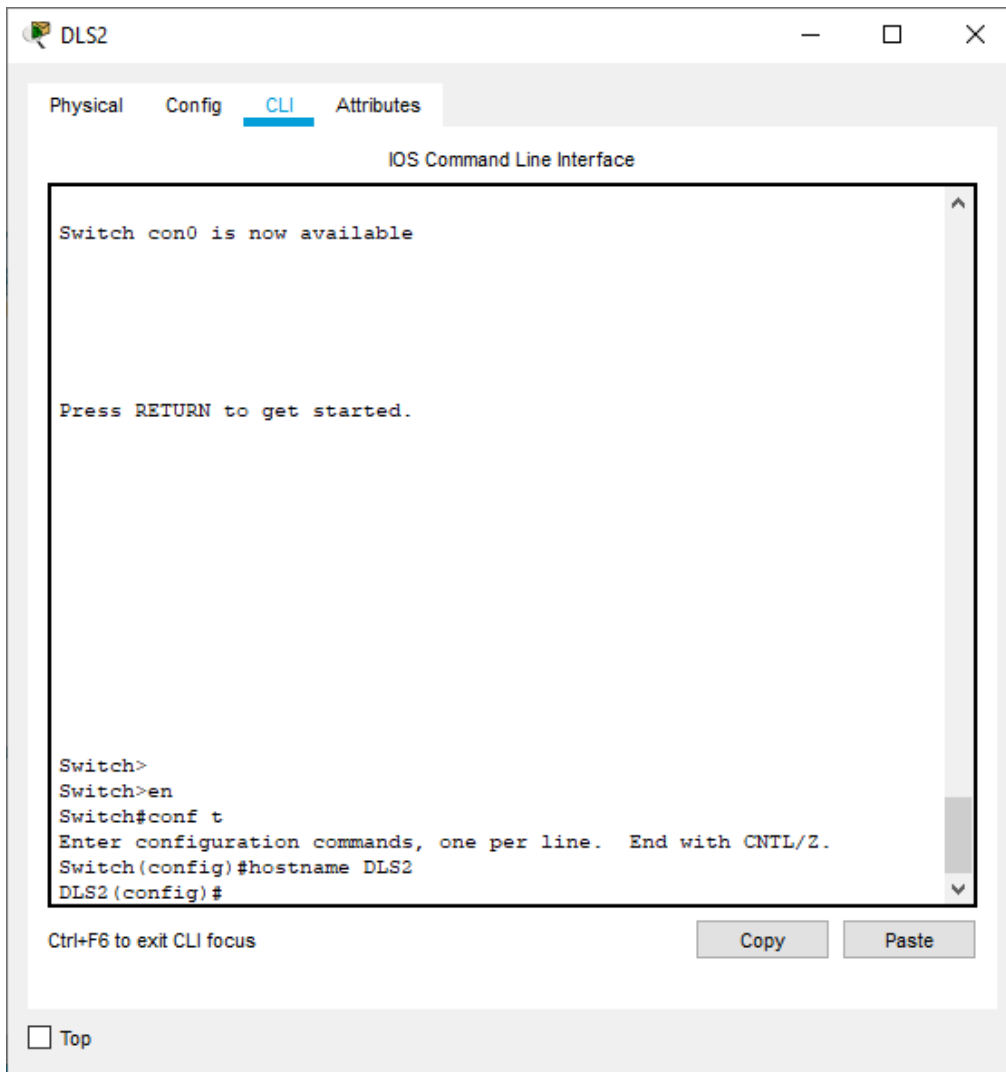 DLS2
Physical Config CLI Attributes
IOS Command Line Interface
Switch con0 is now available
Press RETURN to get started.
Switch>
Switch>en
Switch#conf t
Enter configuration commands, one per line.  End with CNTL/Z.
Switch(config)#hostname DLS2
DLS2(config)#
Ctrl+F6 to exit CLI focus
Copy Paste
Top